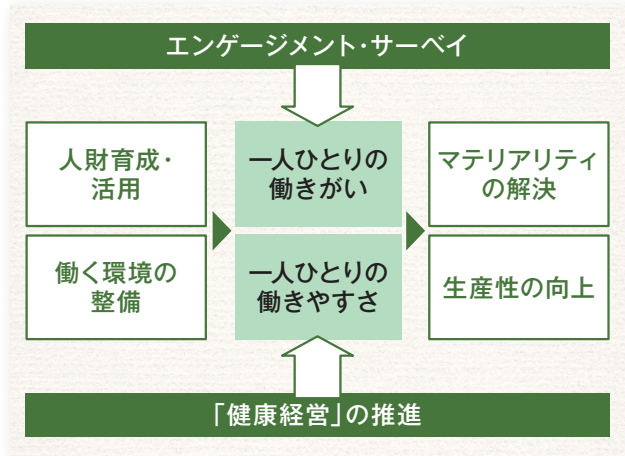 エンゲージメント・サーベイ
人財育成・
活用
一人ひとりの
働きがい
マテリアリティ
の解決
働く環境の
整備
一人ひとりの
働きやすさ
生産性の向上
「健康経営」の推進